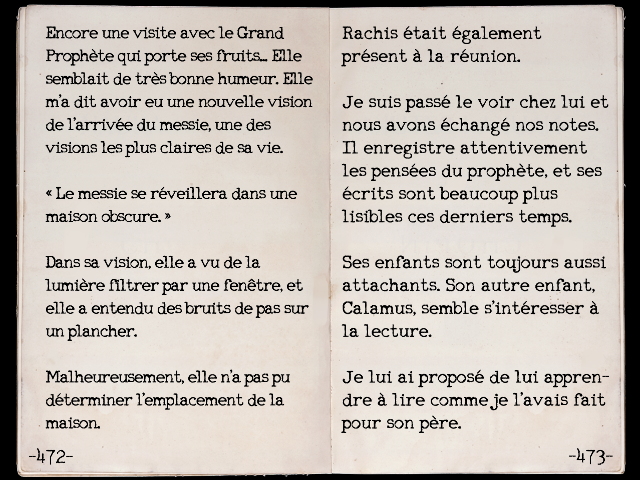 Encore une visite avec le Grand
Prophète qui porte ses fruits... Elle
semblait de très bonne humeur. Elle
m'a dit avoir eu une nouvelle vision
de l'arrivée du messie, une des
visions les plus claires de sa vie.
« Le messie se réveillera dans une
maison obscure. »
Dans sa vision, elle a vu de la
lumière filtrer par une fenêtre, et
elle a entendu des bruits de pas sur
un plancher.
Malheureusement, elle n'a pas pu
déterminer l'emplacement de la
maison.
-472-
Rachis était également
présent à la réunion.
Je suis passé le voir chez lui et
nous avons échangé nos notes.
Il enregistre attentivement
les pensées du prophète, et ses
écrits sont beaucoup plus
lisibles ces derniers temps.
Ses enfants sont toujours aussi
attachants. Son autre enfant,
Calamus, semble s'intéresser à
la lecture.
Je lui ai proposé de lui appren-
dre à lire comme je l'avais fait
pour son père.
-473-